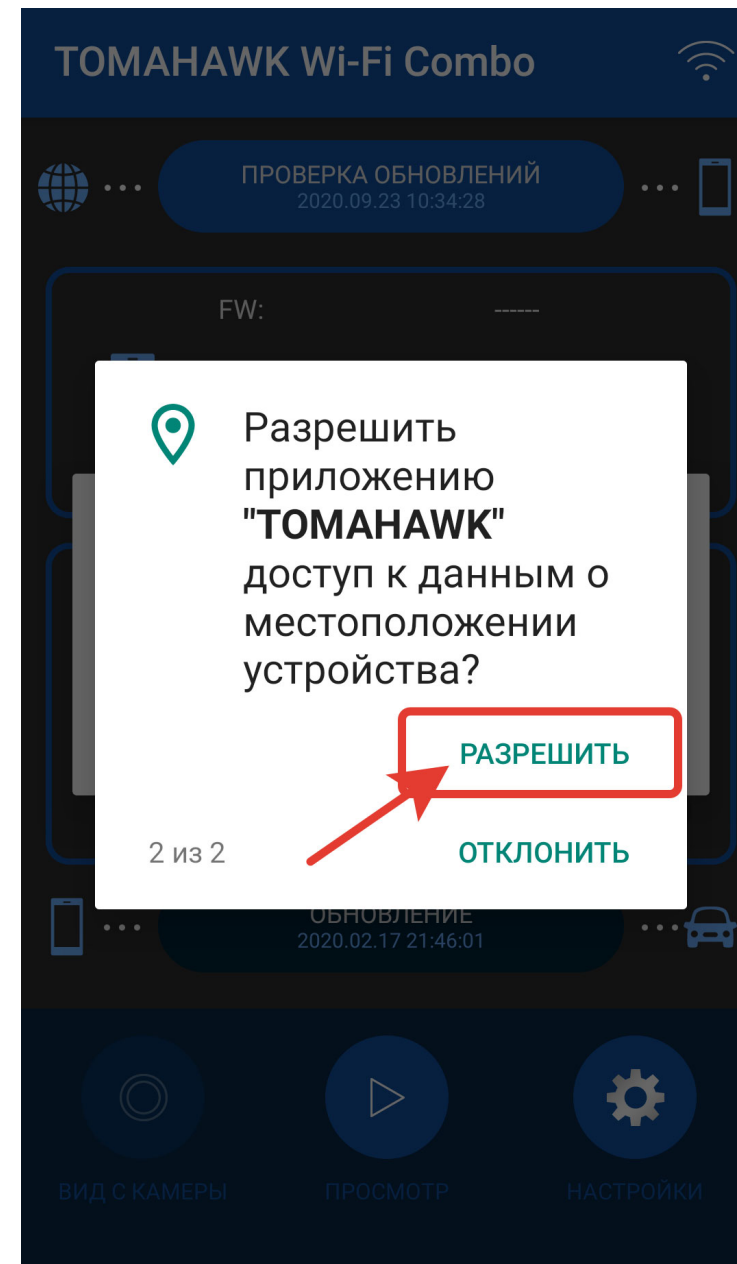 TOMAHAWK Wi-Fi Combo
ПРОВЕРКА ОБНОВЛЕНИЙ
2020.09.23 10:34:28
FW: ------
Разрешить
приложению
"TOMAHAWK"
доступ к данным о
местоположении
устройства?
РАЗРЕШИТЬ
2 из 2 ОТКЛОНИТЬ
ОБНОВЛЕНИЕ
2020.02.17 21:46:01
ВИД С КАМЕРЫ ПРОСМОТР НАСТРОЙКИ